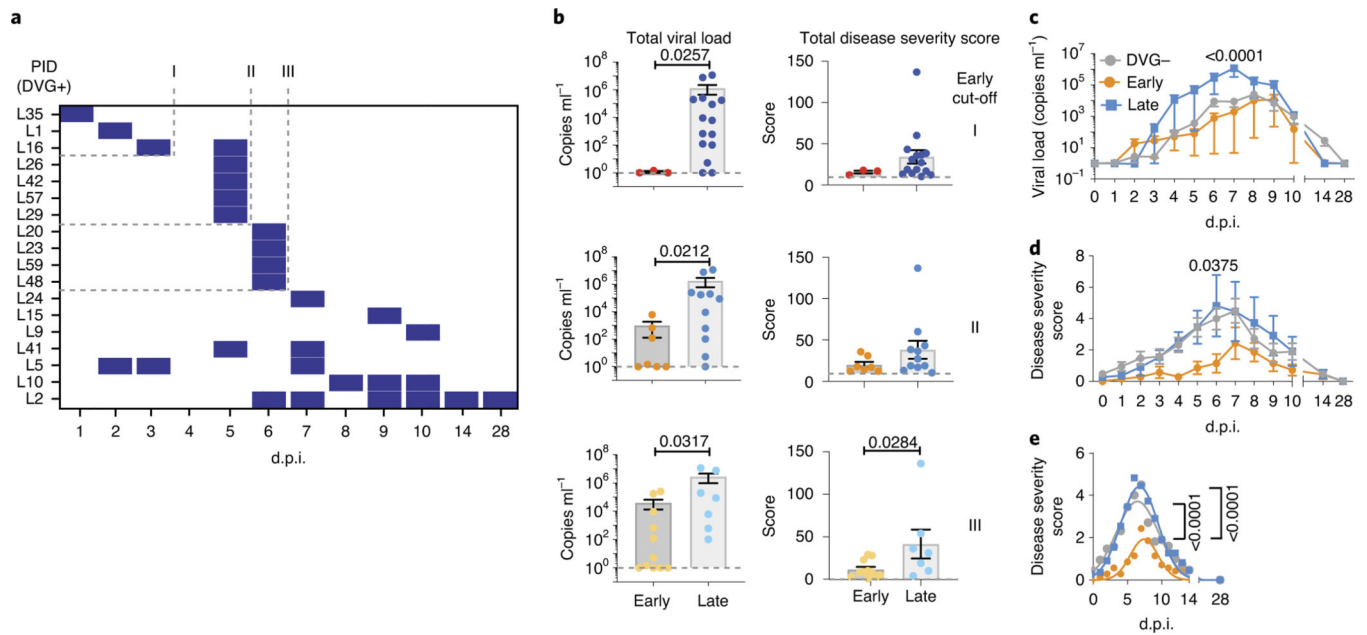 a
PID
(DVG+)
I
II
III
L35
L1
L16
L26
L42
L57
L29
L20
L23
L59
L48
L24
L15
L9
L41
L5
L10
L2
1 2 3 4 5 6 7 8 9 10 14 28
d.p.i.
b
Total viral load
Total disease severity score
Copies ml⁻¹
10⁸
10⁶
10⁴
10²
10⁰
0.0257
Score
150
100
50
0
Early
cut-off
I
Copies ml⁻¹
10⁸
10⁶
10⁴
10²
10⁰
0.0212
Score
150
100
50
0
II
Copies ml⁻¹
10⁸
10⁶
10⁴
10²
10⁰
0.0317
Early Late
Score
150
100
50
0
0.0284
III
Early Late
d.p.i.
c
Viral load (copies ml⁻¹)
10⁷
10⁵
10³
10¹
10⁻¹
DVG–
Early
Late
<0.0001
0 1 2 3 4 5 6 7 8 9 10 14 28
d.p.i.
d
Disease severity
score
8
6
4
2
0
0.0375
0 1 2 3 4 5 6 7 8 9 10 14 28
d.p.i.
e
Disease severity
score
6
4
2
0
<0.0001
<0.0001
0 5 10 14 28
d.p.i.